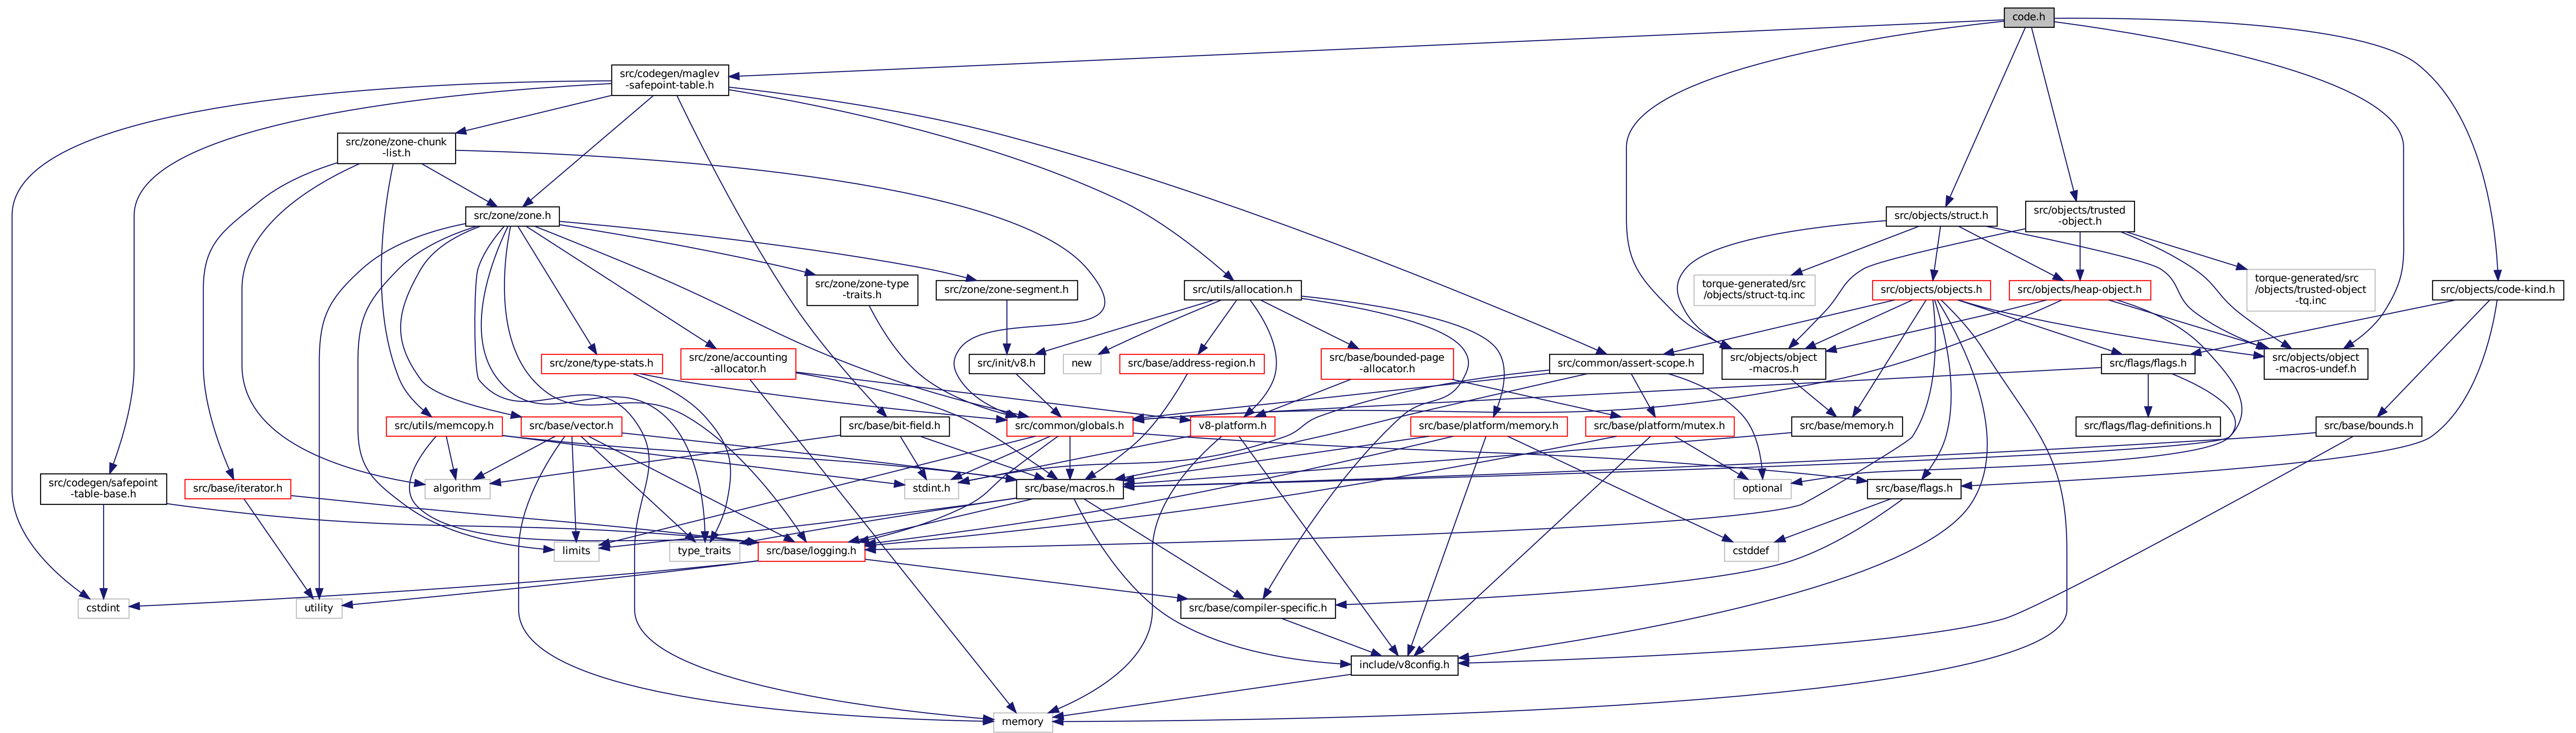 code.h
src/codegen/maglev
-safepoint-table.h
src/zone/zone-chunk
-list.h
src/zone/zone.h
src/objects/struct.h
src/objects/trusted
-object.h
src/zone/zone-type
-traits.h
src/zone/zone-segment.h
src/utils/allocation.h
torque-generated/src
/objects/struct-tq.inc
src/objects/objects.h
src/objects/heap-object.h
torque-generated/src
/objects/trusted-object
-tq.inc
src/objects/code-kind.h
src/zone/type-stats.h
src/zone/accounting
-allocator.h
src/init/v8.h
new
src/base/address-region.h
src/base/bounded-page
-allocator.h
src/common/assert-scope.h
src/objects/object
-macros.h
src/flags/flags.h
src/objects/object
-macros-undef.h
src/utils/memcopy.h
src/base/vector.h
src/base/bit-field.h
src/common/globals.h
v8-platform.h
src/base/platform/memory.h
src/base/platform/mutex.h
src/base/memory.h
src/flags/flag-definitions.h
src/base/bounds.h
src/codegen/safepoint
-table-base.h
src/base/iterator.h
algorithm
stdint.h
src/base/macros.h
optional
src/base/flags.h
limits
type_traits
src/base/logging.h
cstddef
cstdint
utility
src/base/compiler-specific.h
include/v8config.h
memory